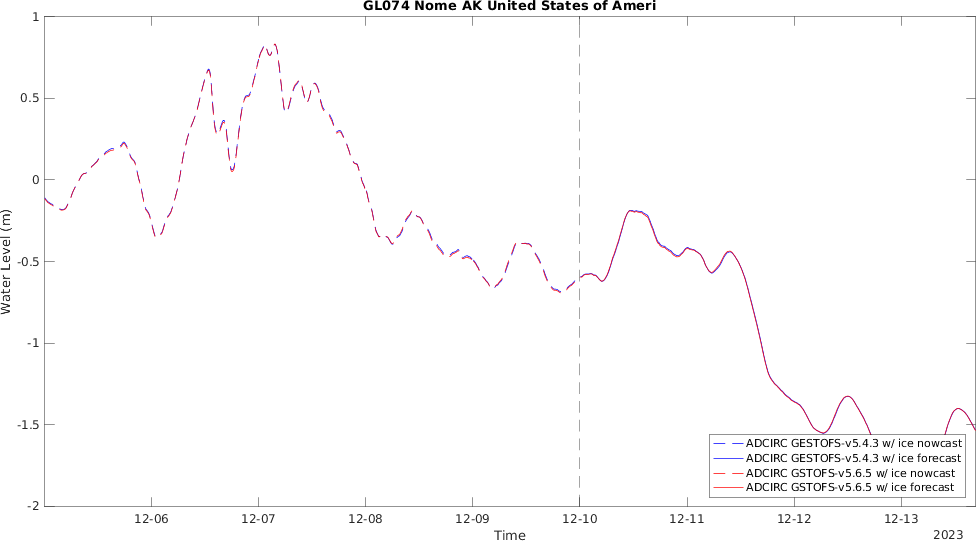 GL074 Nome AK United States of Ameri
1
0.5
0
-0.5
-1
-1.5
-2
Water Level (m)
12-06 12-07 12-08 12-09 12-10 12-11 12-12 12-13
Time
2023
ADCIRC GESTOFS-v5.4.3 w/ ice nowcast
ADCIRC GESTOFS-v5.4.3 w/ ice forecast
ADCIRC GSTOFS-v5.6.5 w/ ice nowcast
ADCIRC GSTOFS-v5.6.5 w/ ice forecast